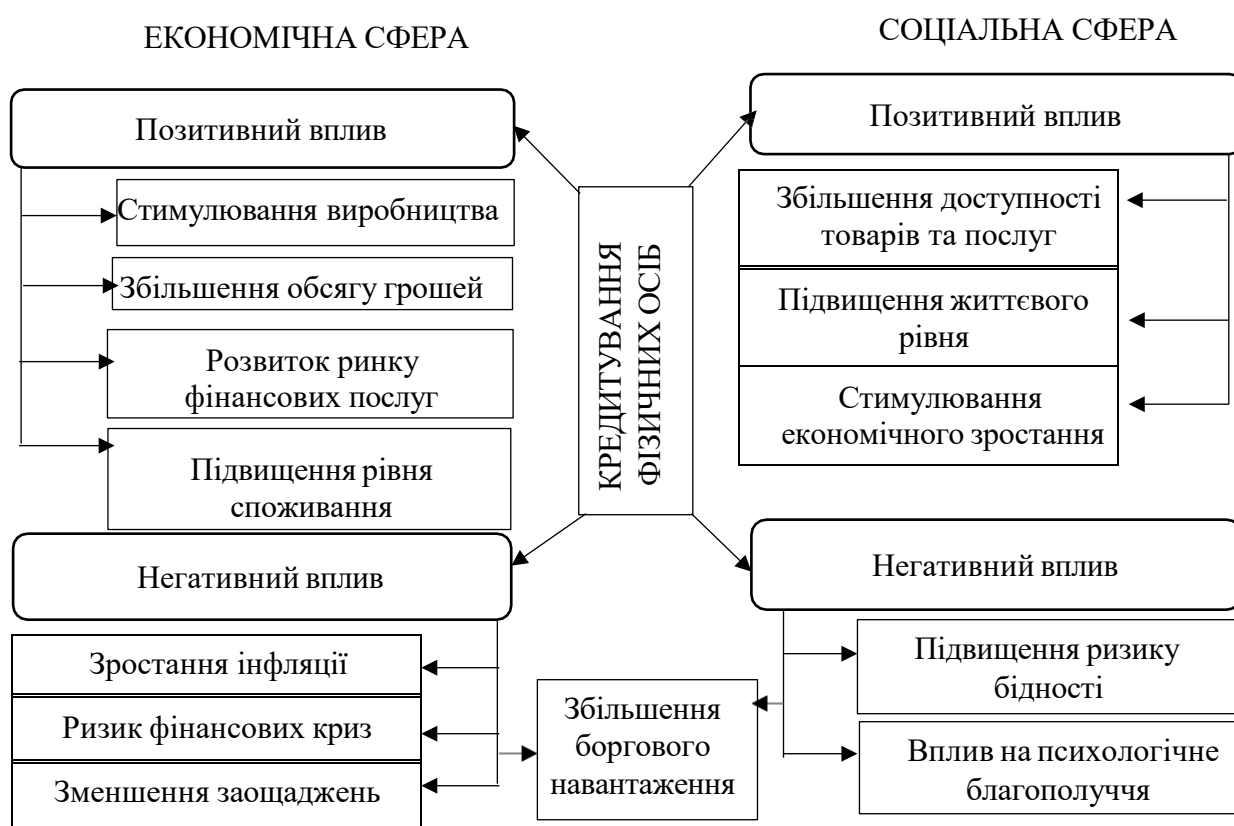 ЕКОНОМІЧНА СФЕРА
СОЦІАЛЬНА СФЕРА
Позитивний вплив
Позитивний вплив
Стимулювання виробництва
Збільшення обсягу грошей
Розвиток ринку
фінансових послуг
Підвищення рівня
споживання
КРЕДИТУВАННЯ
ФІЗИЧНИХ ОСІБ
Збільшення доступності
товарів та послуг
Підвищення життєвого
рівня
Стимулювання
економічного зростання
Негативний вплив
Негативний вплив
Зростання інфляції
Ризик фінансових криз
Зменшення заощаджень
Збільшення
боргового
навантаження
Підвищення ризику
бідності
Вплив на психологічне
благополуччя